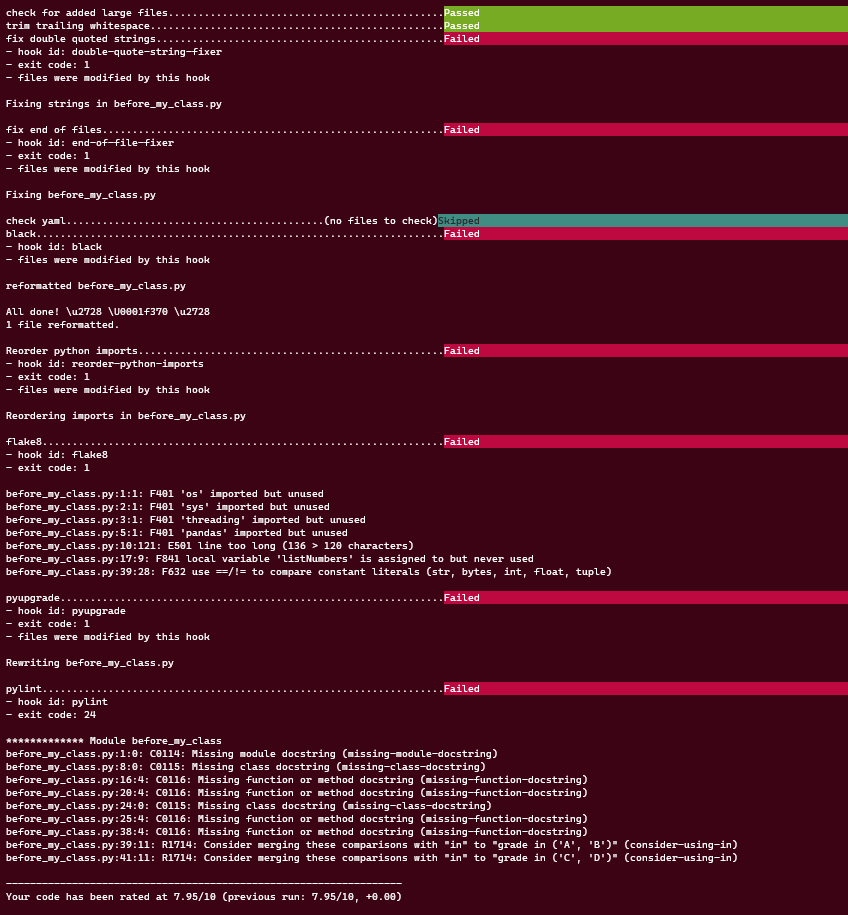 check for added large files..............................................Passed
trim trailing whitespace.................................................Passed
fix double quoted strings................................................Failed
- hook id: double-quote-string-fixer
- exit code: 1
- files were modified by this hook
Fixing strings in before_my_class.py
fix end of files.........................................................Failed
- hook id: end-of-file-fixer
- exit code: 1
- files were modified by this hook
Fixing before_my_class.py
check yaml...........................................(no files to check)Skipped
black....................................................................Failed
- hook id: black
- files were modified by this hook
reformatted before_my_class.py
All done! \u2728 \U0001f370 \u2728
1 file reformatted.
Reorder python imports...................................................Failed
- hook id: reorder-python-imports
- exit code: 1
- files were modified by this hook
Reordering imports in before_my_class.py
flake8...................................................................Failed
- hook id: flake8
- exit code: 1
before_my_class.py:1:1: F401 'os' imported but unused
before_my_class.py:2:1: F401 'sys' imported but unused
before_my_class.py:3:1: F401 'threading' imported but unused
before_my_class.py:5:1: F401 'pandas' imported but unused
before_my_class.py:10:121: E501 line too long (136 > 120 characters)
before_my_class.py:17:9: F841 local variable 'listNumbers' is assigned to but never used
before_my_class.py:39:28: F632 use ==/!= to compare constant literals (str, bytes, int, float, tuple)
pyupgrade................................................................Failed
- hook id: pyupgrade
- exit code: 1
- files were modified by this hook
Rewriting before_my_class.py
pylint...................................................................Failed
- hook id: pylint
- exit code: 24
************* Module before_my_class
before_my_class.py:1:0: C0114: Missing module docstring (missing-module-docstring)
before_my_class.py:8:0: C0115: Missing class docstring (missing-class-docstring)
before_my_class.py:16:4: C0116: Missing function or method docstring (missing-function-docstring)
before_my_class.py:20:4: C0116: Missing function or method docstring (missing-function-docstring)
before_my_class.py:24:0: C0115: Missing class docstring (missing-class-docstring)
before_my_class.py:25:4: C0116: Missing function or method docstring (missing-function-docstring)
before_my_class.py:38:4: C0116: Missing function or method docstring (missing-function-docstring)
before_my_class.py:39:11: R1714: Consider merging these comparisons with "in" to "grade in ('A', 'B')" (consider-using-in)
before_my_class.py:41:11: R1714: Consider merging these comparisons with "in" to "grade in ('C', 'D')" (consider-using-in)
------------------------------------------------------------------
Your code has been rated at 7.95/10 (previous run: 7.95/10, +0.00)